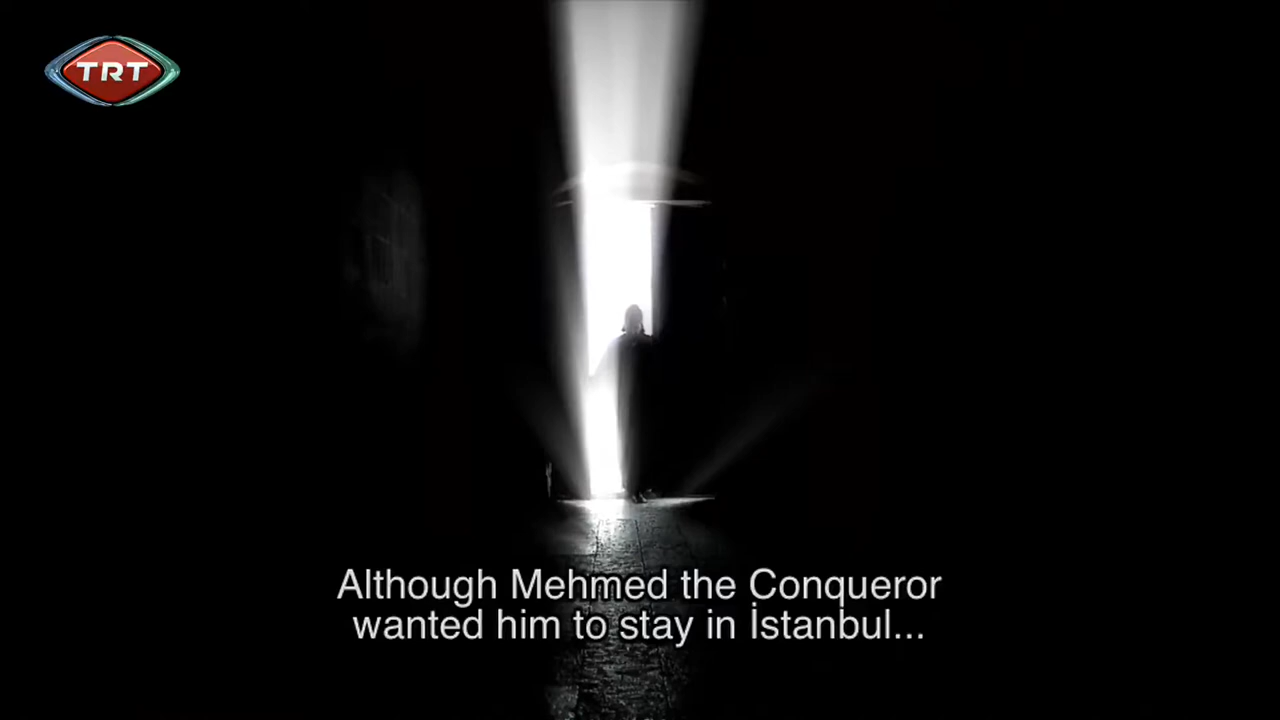 TRT
Although Mehmed the Conqueror
wanted him to stay in İstanbul...